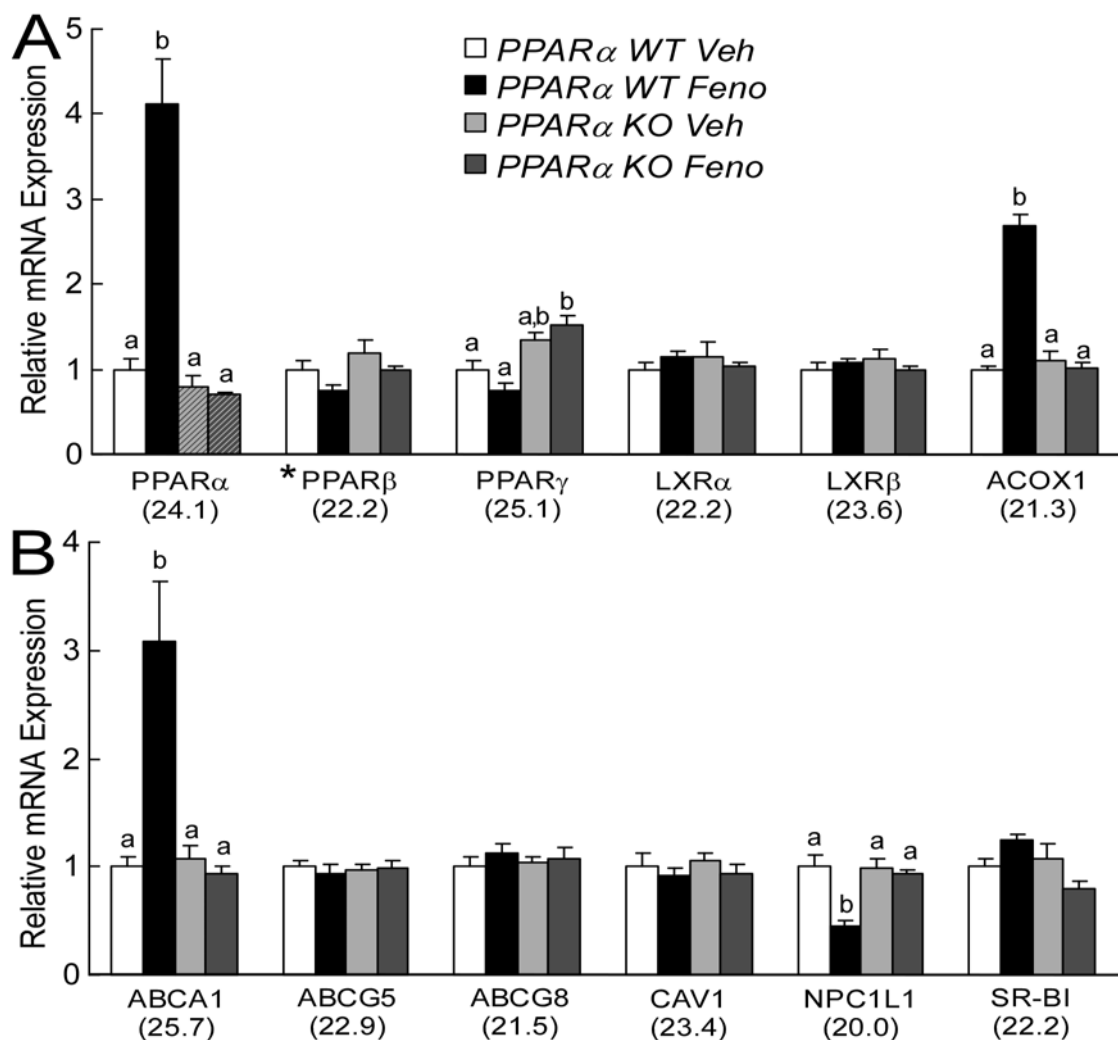 A
Relative mRNA Expression
5
4
3
2
1
0
PPARα WT Veh
PPARα WT Feno
PPARα KO Veh
PPARα KO Feno
a b a a
a a a,b b
a b a a
PPARα *PPARβ PPARγ LXRα LXRβ ACOX1
(24.1) (22.2) (25.1) (22.2) (23.6) (21.3)
B
Relative mRNA Expression
4
3
2
1
0
a b a a
a b a a
ABCA1 ABCG5 ABCG8 CAV1 NPC1L1 SR-BI
(25.7) (22.9) (21.5) (23.4) (20.0) (22.2)